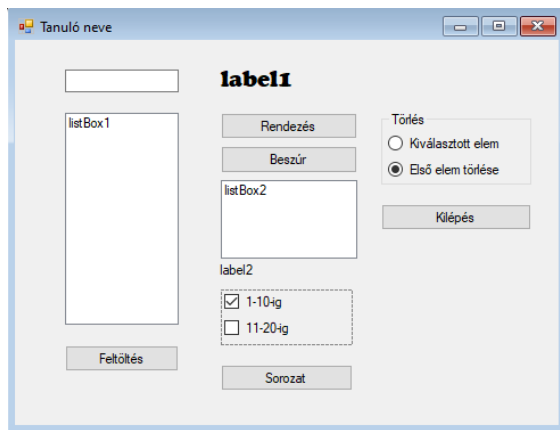 Tanuló neve
label1
listBox1
Rendezés
Beszúr
listBox2
label2
1-10-ig
11-20-ig
Feltöltés
Sorozat
Törlés
Kiválasztott elem
Első elem törlése
Kilépés